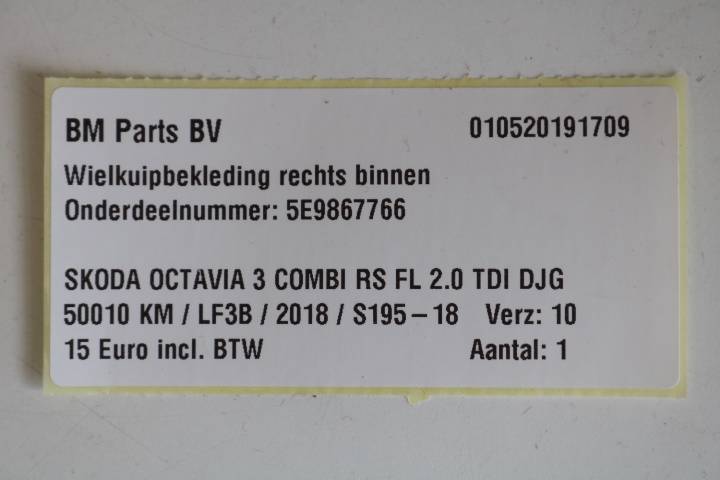 BM Parts BV 010520191709
Wielkuipbekleding rechts binnen
Onderdeelnummer: 5E9867766
SKODA OCTAVIA 3 COMBI RS FL 2.0 TDI DJG
50010 KM / LF3B / 2018 / S195-18 Verz: 10
15 Euro incl. BTW Aantal: 1